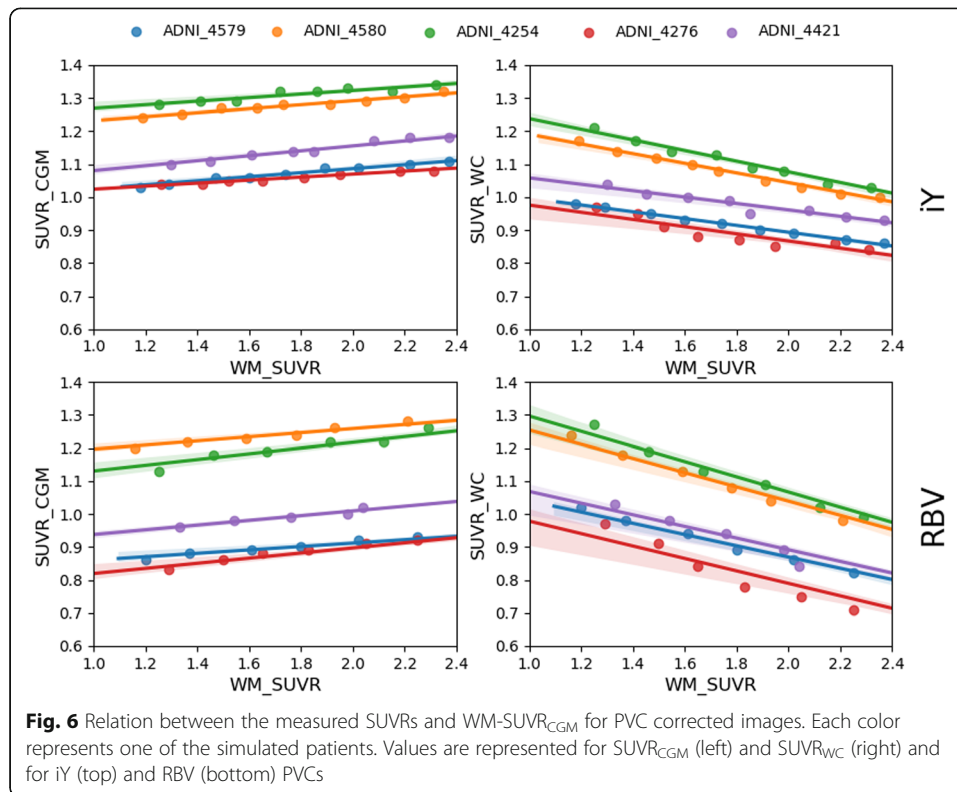 ADNI_4579 ADNI_4580 ADNI_4254 ADNI_4276 ADNI_4421
1.4
1.3
1.2
1.1
1.0
0.9
0.8
0.7
0.6
SUVR_CGM
1.0 1.2 1.4 1.6 1.8 2.0 2.2 2.4
WM_SUVR
1.4
1.3
1.2
1.1
1.0
0.9
0.8
0.7
0.6
SUVR_WC
1.0 1.2 1.4 1.6 1.8 2.0 2.2 2.4
WM_SUVR
iY
1.4
1.3
1.2
1.1
1.0
0.9
0.8
0.7
0.6
SUVR_CGM
1.0 1.2 1.4 1.6 1.8 2.0 2.2 2.4
WM_SUVR
1.4
1.3
1.2
1.1
1.0
0.9
0.8
0.7
0.6
SUVR_WC
1.0 1.2 1.4 1.6 1.8 2.0 2.2 2.4
WM_SUVR
RBV
Fig. 6 Relation between the measured SUVRs and WM-SUVRCGM for PVC corrected images. Each color
represents one of the simulated patients. Values are represented for SUVRCGM (left) and SUVRWC (right) and
for iY (top) and RBV (bottom) PVCs